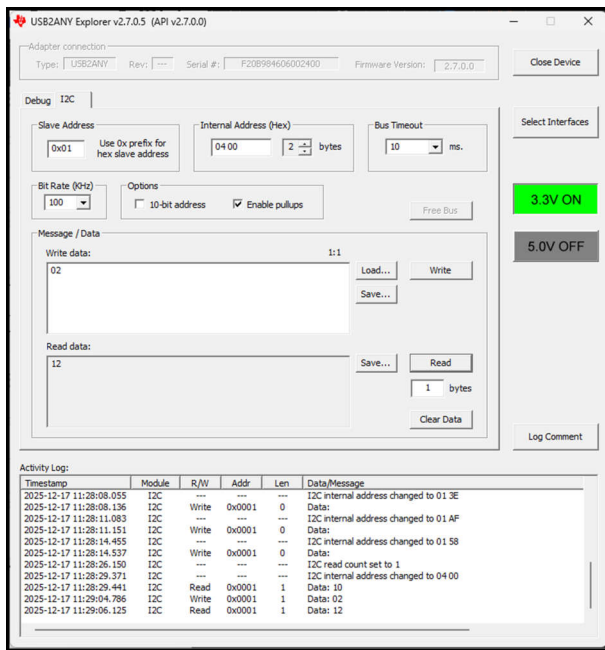 USB2ANY Explorer v2.7.0.5 (API v2.7.0.0)
Adapter connection
Type: USB2ANY Rev: --- Serial #: F20B984606002400 Firmware Version: 2.7.0.0
Close Device
Debug I2C
Select Interfaces
Slave Address
0x01 Use 0x prefix for
hex slave address
Internal Address (Hex)
04 00 2 bytes
Bus Timeout
10 ms.
Bit Rate (KHz)
100
Options
10-bit address Enable pullups
Free Bus
3.3V ON
5.0V OFF
Message / Data
Write data: 1:1
02
Load... Write
Save...
Read data:
12
Save... Read
1 bytes
Clear Data
Log Comment
Activity Log:
Timestamp Module R/W Addr Len Data/Message
2025-12-17 11:28:08.055 I2C --- --- --- I2C internal address changed to 01 3E
2025-12-17 11:28:08.136 I2C Write 0x0001 0 Data:
2025-12-17 11:28:11.083 I2C --- --- --- I2C internal address changed to 01 AF
2025-12-17 11:28:11.151 I2C Write 0x0001 0 Data:
2025-12-17 11:28:14.455 I2C --- --- --- I2C internal address changed to 01 58
2025-12-17 11:28:14.537 I2C Write 0x0001 0 Data:
2025-12-17 11:28:26.150 I2C --- --- --- I2C read count set to 1
2025-12-17 11:28:29.371 I2C --- --- --- I2C internal address changed to 04 00
2025-12-17 11:28:29.441 I2C Read 0x0001 1 Data: 10
2025-12-17 11:29:04.786 I2C Write 0x0001 1 Data: 02
2025-12-17 11:29:06.125 I2C Read 0x0001 1 Data: 12